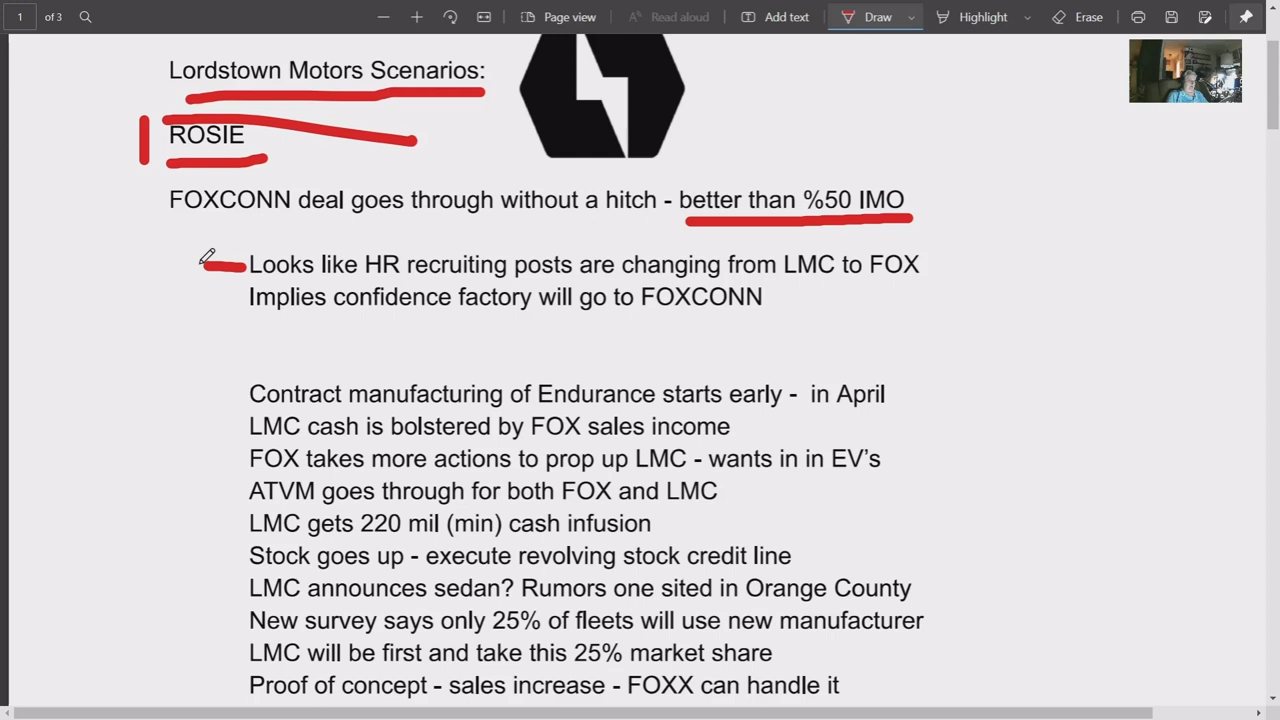 1 of 3 Page view Read aloud Add text Draw Highlight Erase
Lordstown Motors Scenarios:
ROSIE
FOXCONN deal goes through without a hitch - better than %50 IMO
Looks like HR recruiting posts are changing from LMC to FOX
Implies confidence factory will go to FOXCONN
Contract manufacturing of Endurance starts early - in April
LMC cash is bolstered by FOX sales income
FOX takes more actions to prop up LMC - wants in in EV's
ATVM goes through for both FOX and LMC
LMC gets 220 mil (min) cash infusion
Stock goes up - execute revolving stock credit line
LMC announces sedan? Rumors one sited in Orange County
New survey says only 25% of fleets will use new manufacturer
LMC will be first and take this 25% market share
Proof of concept - sales increase - FOXX can handle it